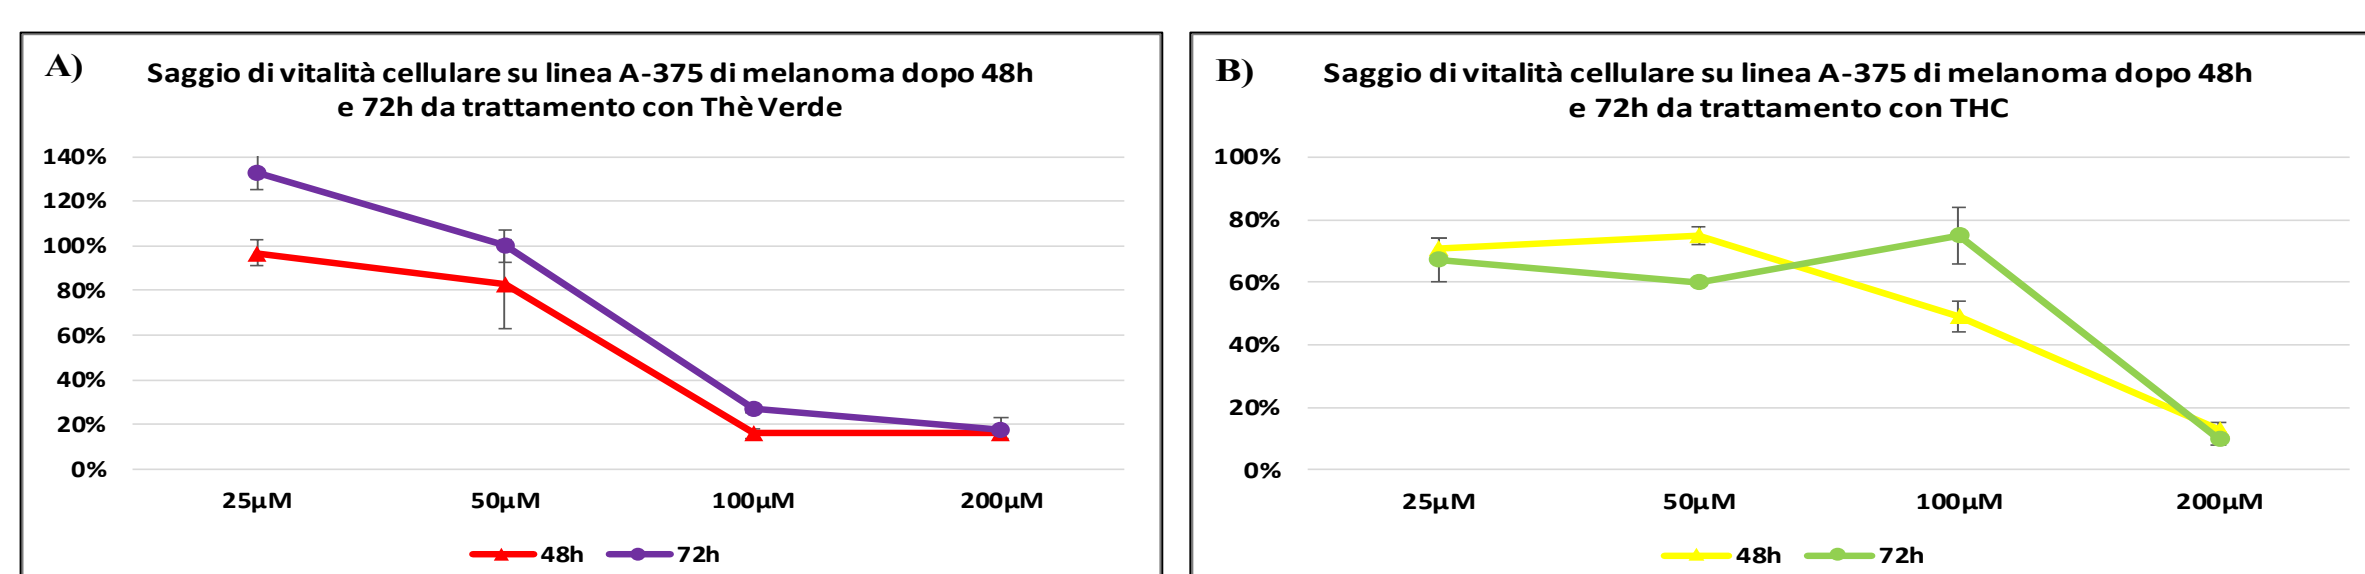 A)
Saggio di vitalità cellulare su linea A-375 di melanoma dopo 48h
e 72h da trattamento con Thè Verde
140%
120%
100%
80%
60%
40%
20%
0%
25µM 50µM 100µM 200µM
48h 72h
B)
Saggio di vitalità cellulare su linea A-375 di melanoma dopo 48h
e 72h da trattamento con THC
100%
80%
60%
40%
20%
0%
25µM 50µM 100µM 200µM
48h 72h